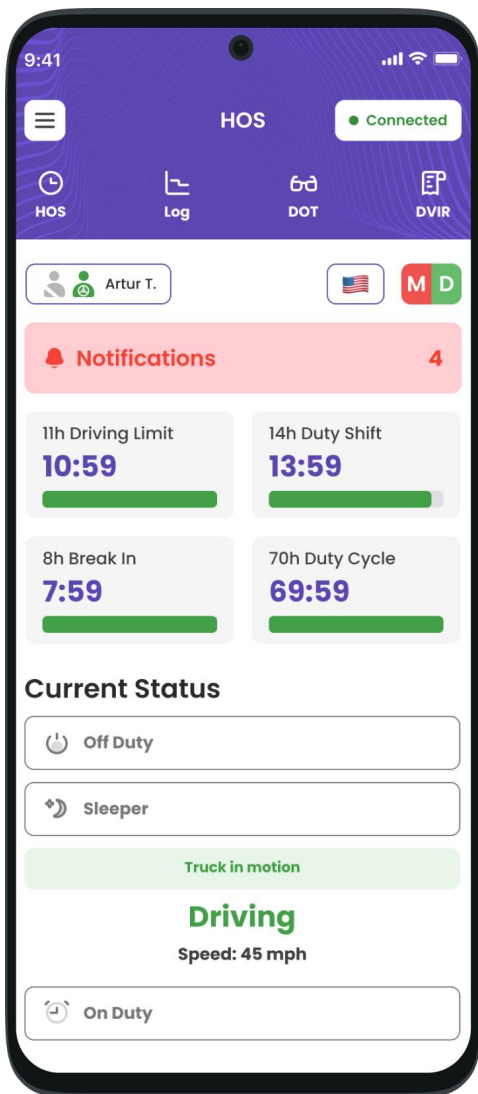 9:41
HOS
Connected
HOS Log DOT DVIR
Artur T.
M D
Notifications 4
11h Driving Limit 14h Duty Shift
10:59 13:59
8h Break In 70h Duty Cycle
7:59 69:59
Current Status
Off Duty
Sleeper
Truck in motion
Driving
Speed: 45 mph
On Duty